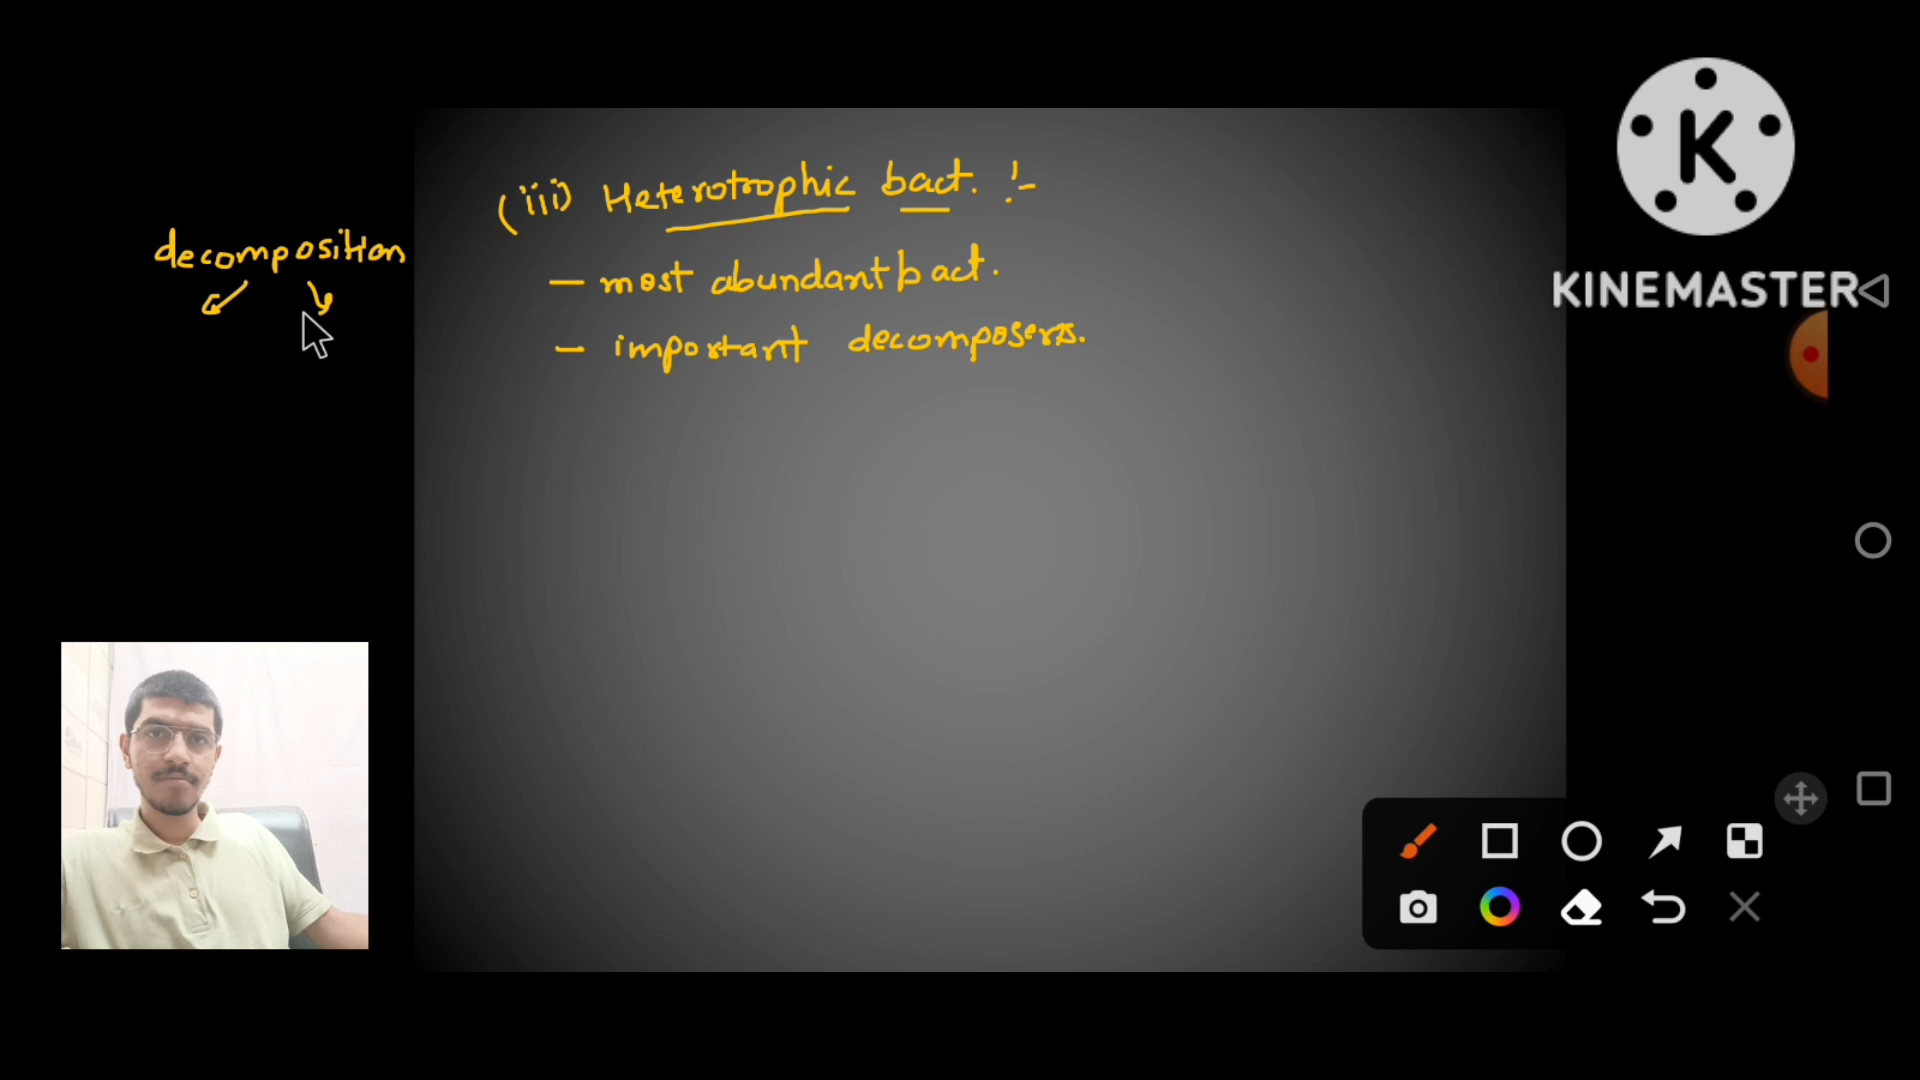 (iii) Heterotrophic bact. :-
decomposition
— most abundant bact.
– important decomposers.
K
KINEMASTER